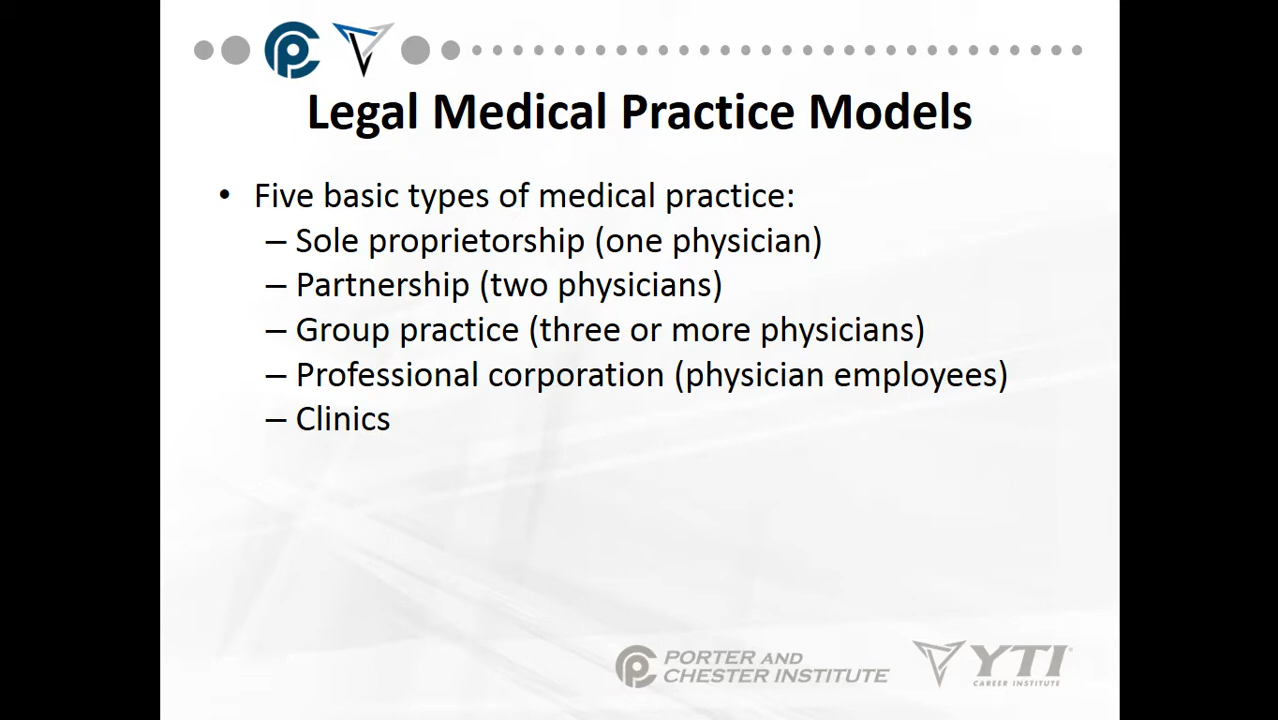 Legal Medical Practice Models
• Five basic types of medical practice:
– Sole proprietorship (one physician)
– Partnership (two physicians)
– Group practice (three or more physicians)
– Professional corporation (physician employees)
– Clinics
PORTER AND
CHESTER INSTITUTE
YTI
CAREER INSTITUTE